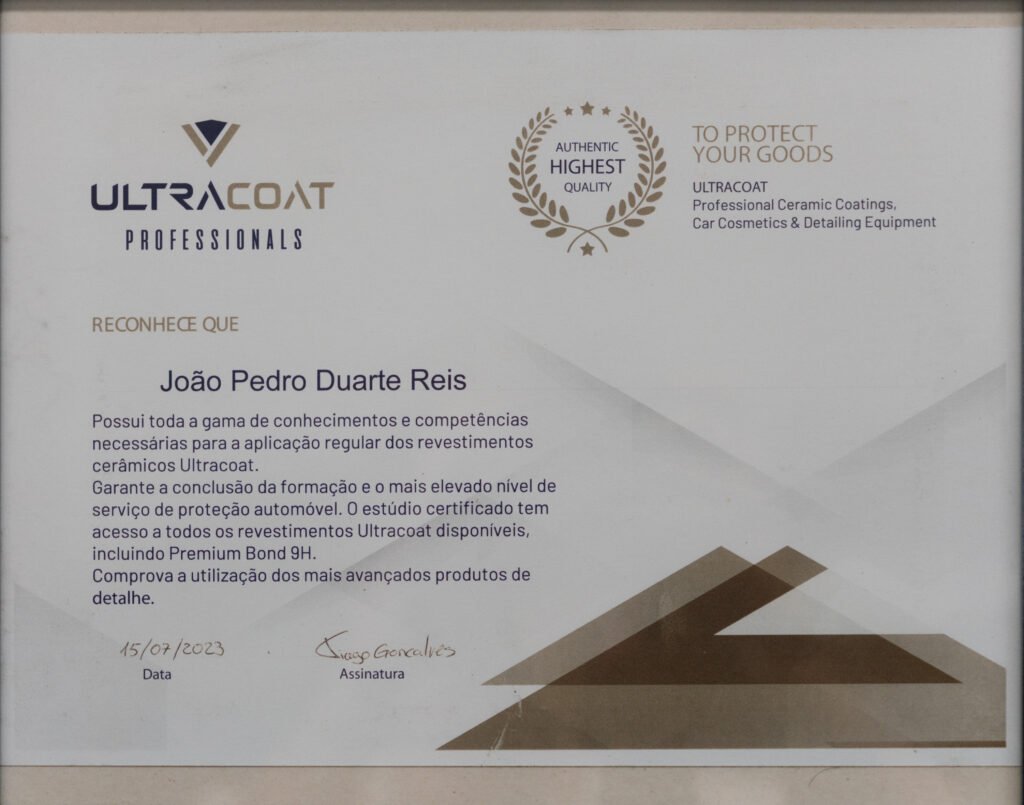 ULTRACOAT
PROFESSIONALS
AUTHENTIC
HIGHEST
QUALITY
TO PROTECT
YOUR GOODS
ULTRACOAT
Professional Ceramic Coatings,
Car Cosmetics & Detailing Equipment
RECONHECE QUE
João Pedro Duarte Reis
Possui toda a gama de conhecimentos e competências
necessárias para a aplicação regular dos revestimentos
cerâmicos Ultracoat.
Garante a conclusão da formação e o mais elevado nível de
serviço de proteção automóvel. O estúdio certificado tem
acesso a todos os revestimentos Ultracoat disponíveis,
incluindo Premium Bond 9H.
Comprova a utilização dos mais avançados produtos de
detalhe.
15/07/2023
Tiago Goncalves
Data
Assinatura